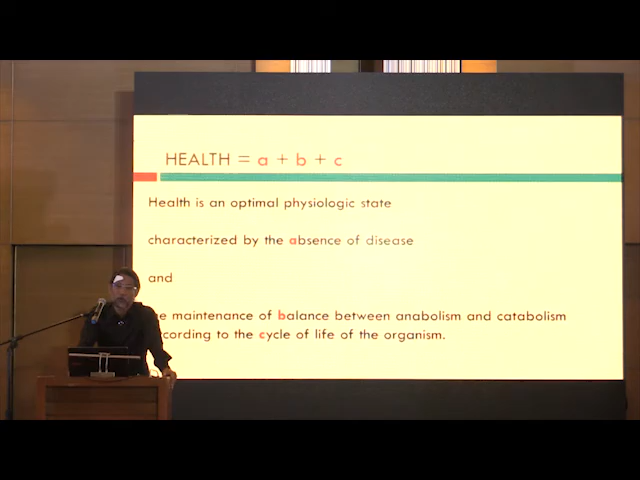 HEALTH = a + b + c
Health is an optimal physiologic state
characterized by the absence of disease
and
maintenance of balance between anabolism and catabolism
to the cycle of life of the organism.